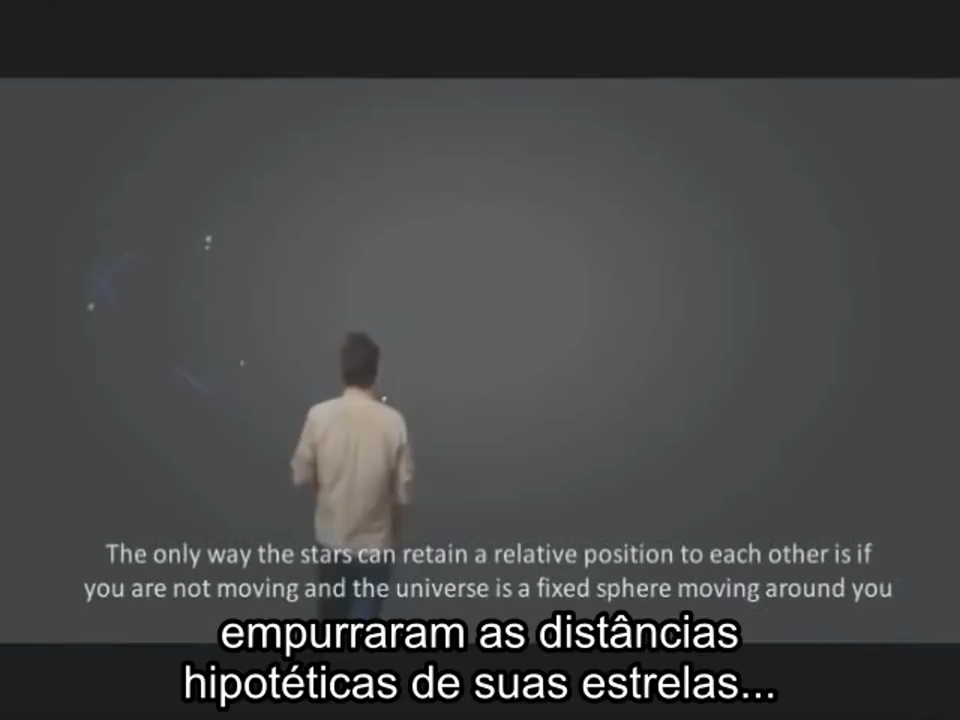 The only way the stars can retain a relative position to each other is if
you are not moving and the universe is a fixed sphere moving around you
empurraram as distâncias
hipotéticas de suas estrelas...